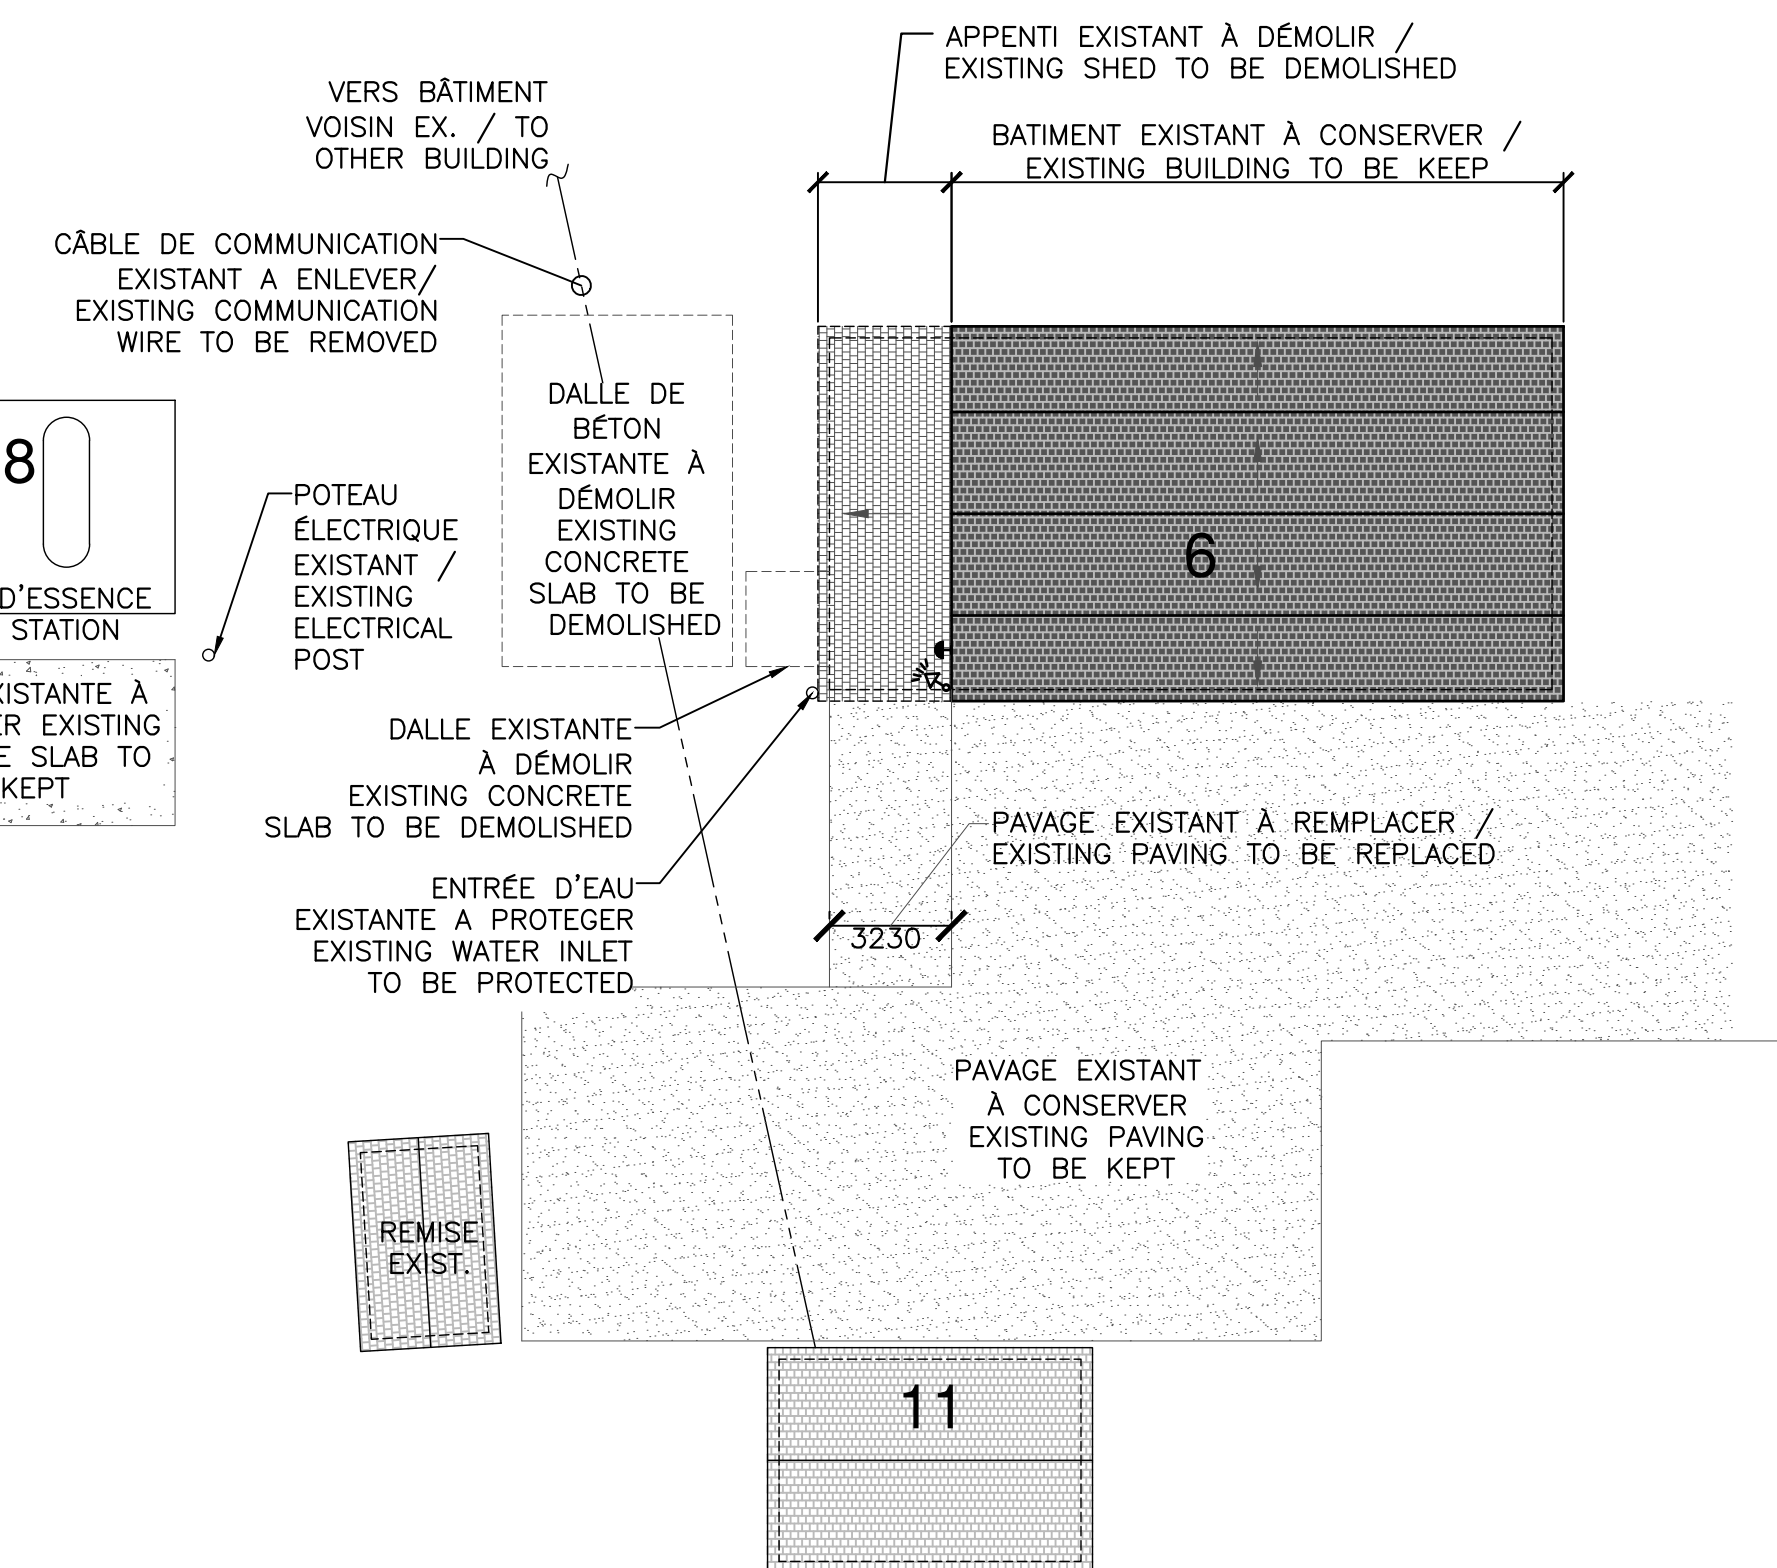 APPENTI EXISTANT À DÉMOLIR /
EXISTING SHED TO BE DEMOLISHED
VERS BÂTIMENT
VOISIN EX. / TO
OTHER BUILDING
BATIMENT EXISTANT À CONSERVER /
EXISTING BUILDING TO BE KEEP
CÂBLE DE COMMUNICATION
EXISTANT A ENLEVER/
EXISTING COMMUNICATION
WIRE TO BE REMOVED
DALLE DE
BÉTON
EXISTANTE À
DÉMOLIR
EXISTING
CONCRETE
SLAB TO BE
DEMOLISHED
8
D'ESSENCE
STATION
POTEAU
ÉLECTRIQUE
EXISTANT /
EXISTING
ELECTRICAL
POST
6
XISTANTE À
ER EXISTING
E SLAB TO
KEPT
DALLE EXISTANTE
À DÉMOLIR
EXISTING CONCRETE
SLAB TO BE DEMOLISHED
PAVAGE EXISTANT À REMPLACER /
EXISTING PAVING TO BE REPLACED
ENTRÉE D'EAU
EXISTANTE A PROTEGER
EXISTING WATER INLET
TO BE PROTECTED
3230
PAVAGE EXISTANT
À CONSERVER
EXISTING PAVING
TO BE KEPT
REMISE
EXIST.
11